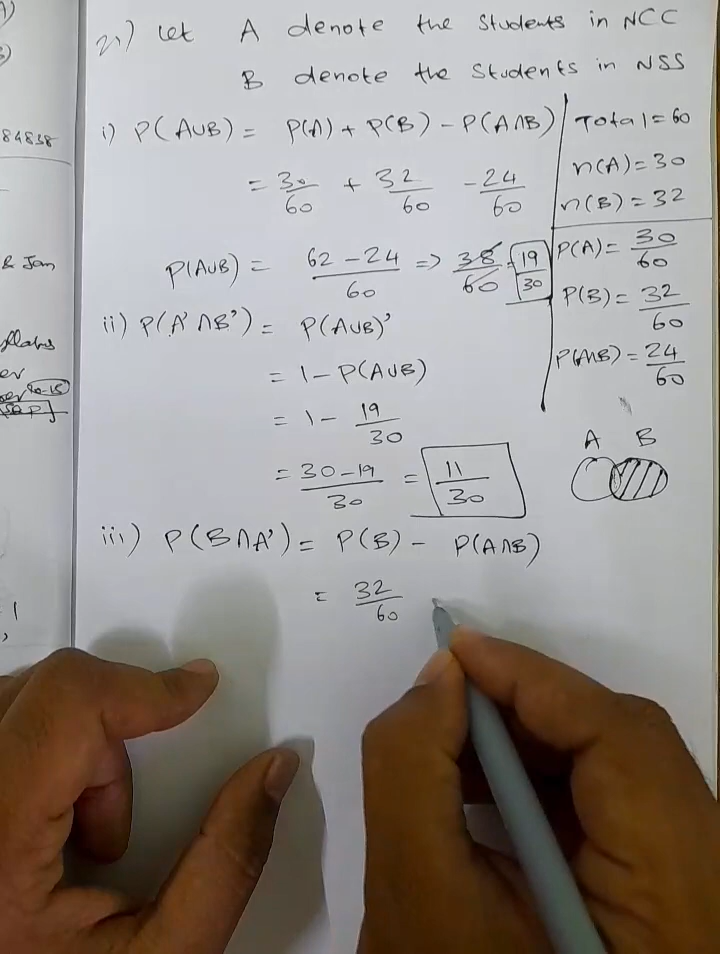 21) Let A denote the students in NCC
B denote the students in NSS
i) P(A∪B) = P(A) + P(B) - P(A∩B)
= 30/60 + 32/60 - 24/60
P(A∪B) = 62-24/60 => 38/60 = 19/30
ii) P(A'∩B') = P(A∪B)'
= 1 - P(A∪B)
= 1 - 19/30
= 30-19/30 = 11/30
iii) P(B∩A') = P(B) - P(A∩B)
= 32/60
Total = 60
n(A) = 30
n(B) = 32
P(A) = 30/60
P(B) = 32/60
P(A∩B) = 24/60
A B
84838
& Jan